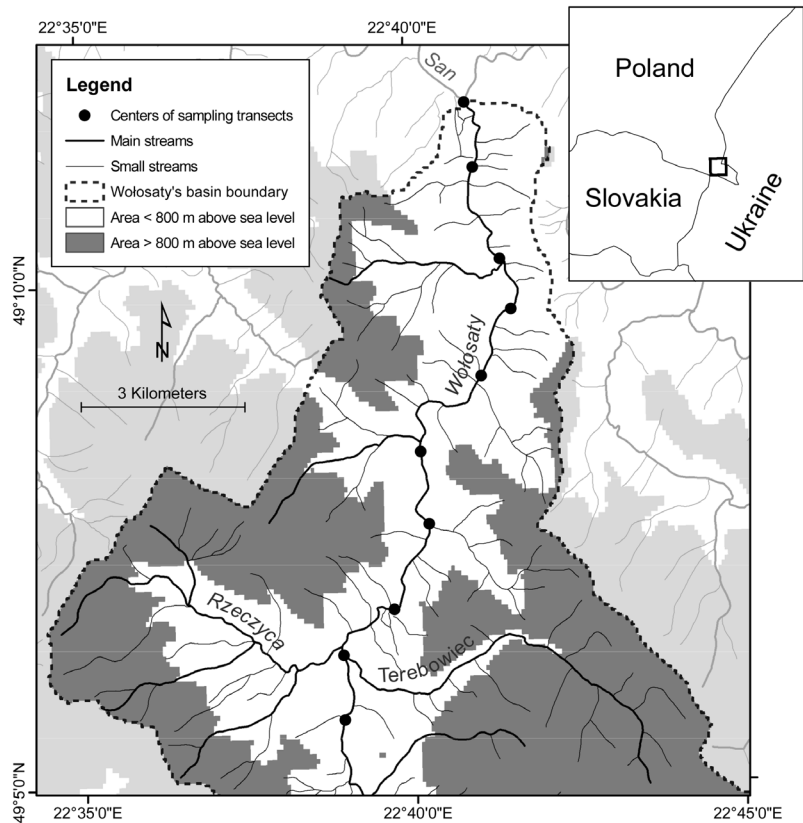 22°35'0"E
22°40'0"E
San
Poland
Slovakia
Ukraine
Legend
Centers of sampling transects
Main streams
Small streams
Wołosaty's basin boundary
Area < 800 m above sea level
Area > 800 m above sea level
49°10'0"N
N
3 Kilometers
Wołosaty
Rzeczyca
Terebowiec
49°5'0"N
22°35'0"E
22°40'0"E
22°45'0"E